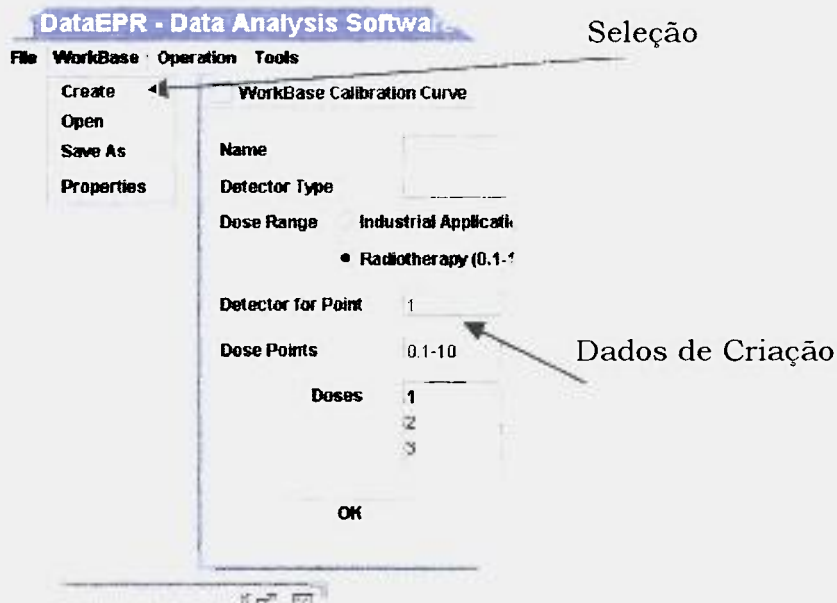 DataEPR - Data Analysis Softwa
Seleção
File WorkBase Operation Tools
Create
Open
Save As
Properties
WorkBase Calibration Curve
Name
Detector Type
Dose Range
Industrial Applicati
Radiotherapy (0.1-1
Detector for Point 1
Dose Points 0.1-10
Doses 1
2
3
OK
Dados de Criação